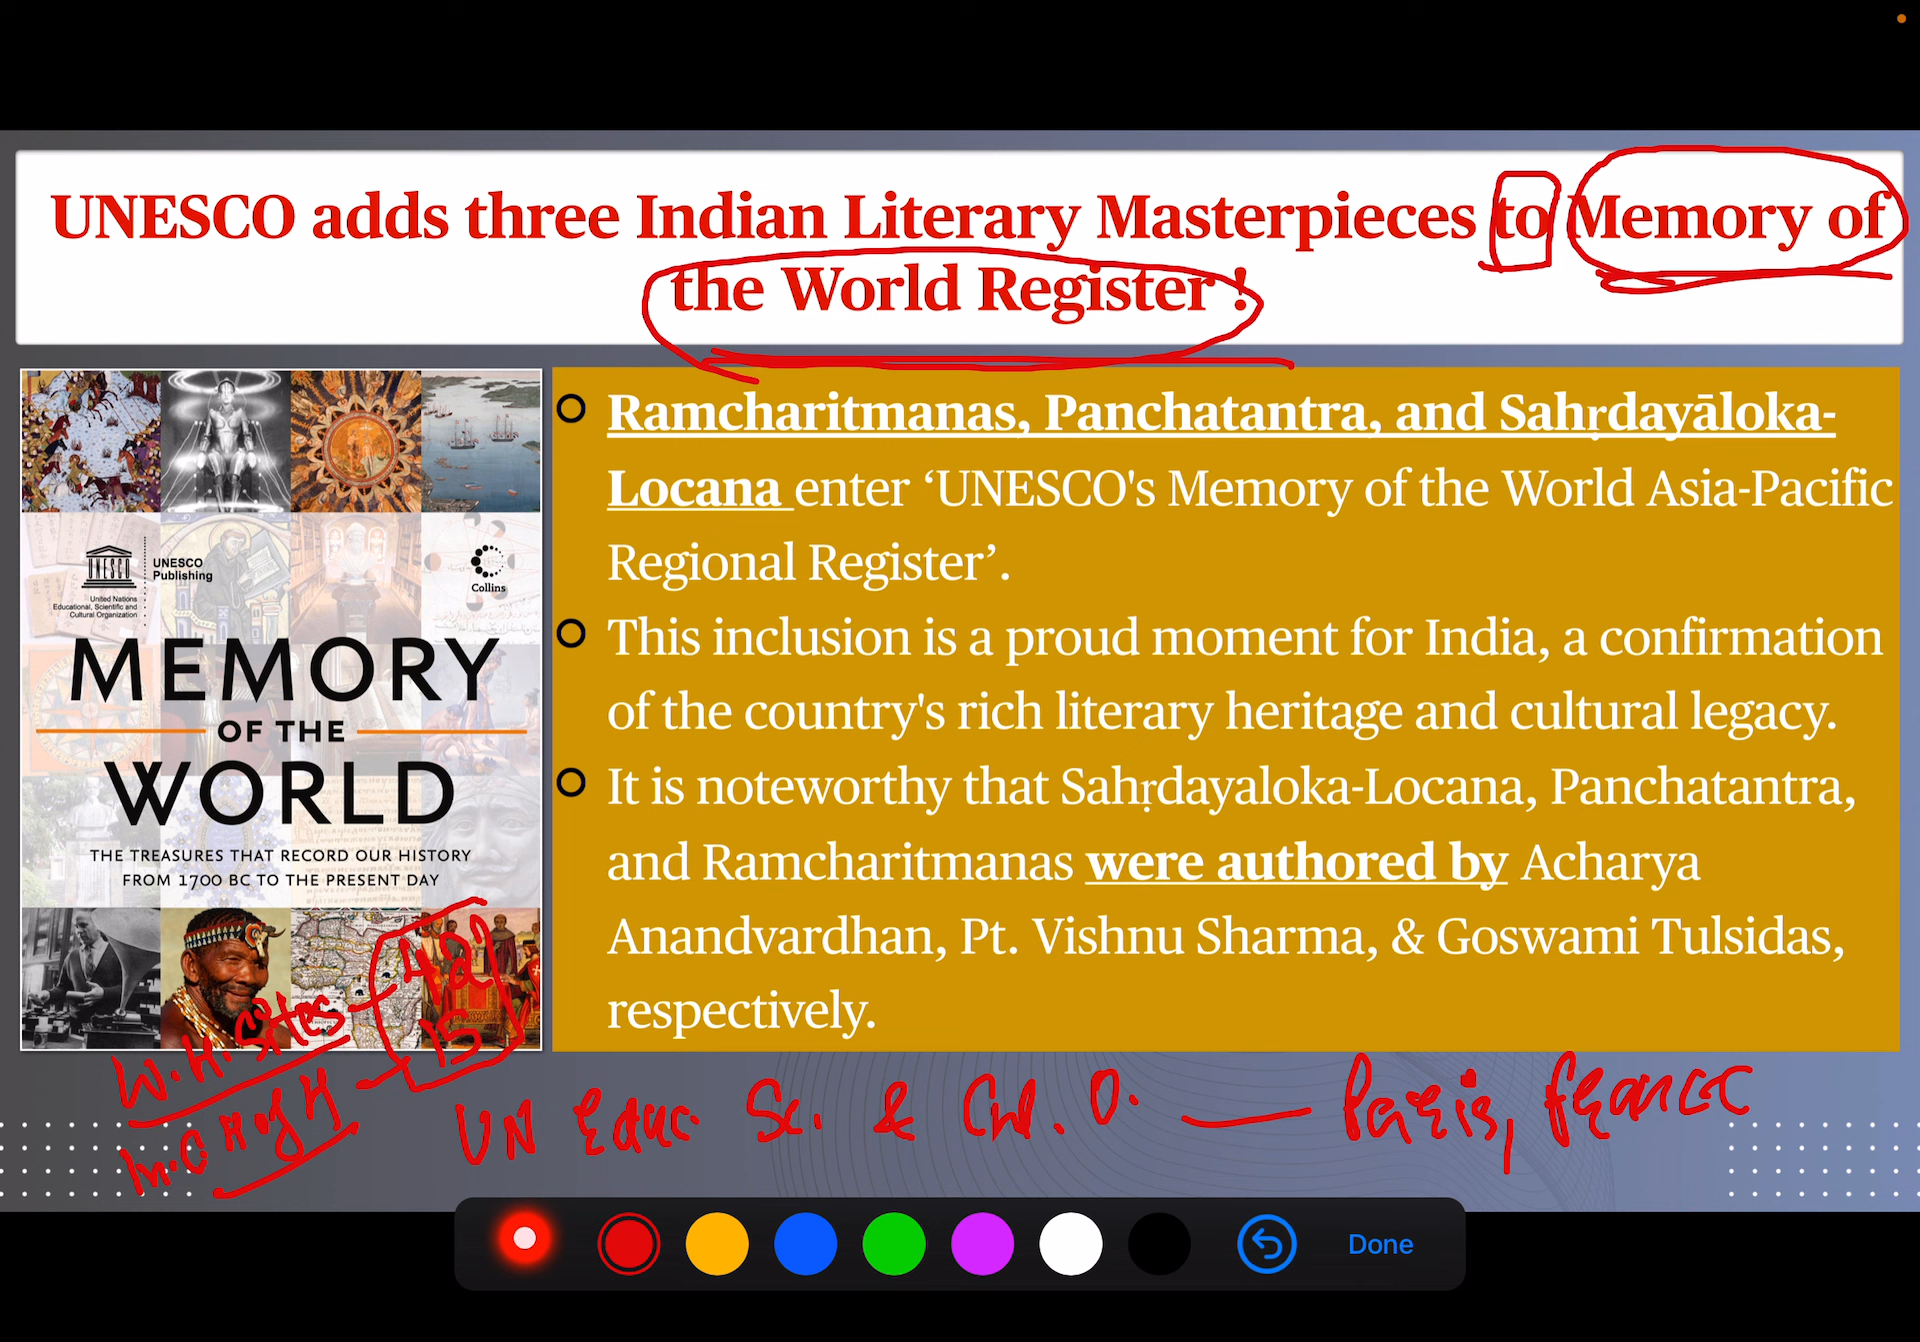 UNESCO adds three Indian Literary Masterpieces to Memory of
the World Register !
UNESCO
United Nations
Educational, Scientific and
Cultural Organization
UNESCO
Publishing
Collins
MEMORY
OF THE
WORLD
THE TREASURES THAT RECORD OUR HISTORY
FROM 1700 BC TO THE PRESENT DAY
Ramcharitmanas, Panchatantra, and Sahṛdayāloka-
Locana enter ‘UNESCO's Memory of the World Asia-Pacific
Regional Register’.
This inclusion is a proud moment for India, a confirmation
of the country's rich literary heritage and cultural legacy.
It is noteworthy that Sahṛdayaloka-Locana, Panchatantra,
and Ramcharitmanas were authored by Acharya
Anandvardhan, Pt. Vishnu Sharma, & Goswami Tulsidas,
respectively.
W.H. Sites - 42
15
UN Educ. Sc. & Cul. O. — Paris, France
Done